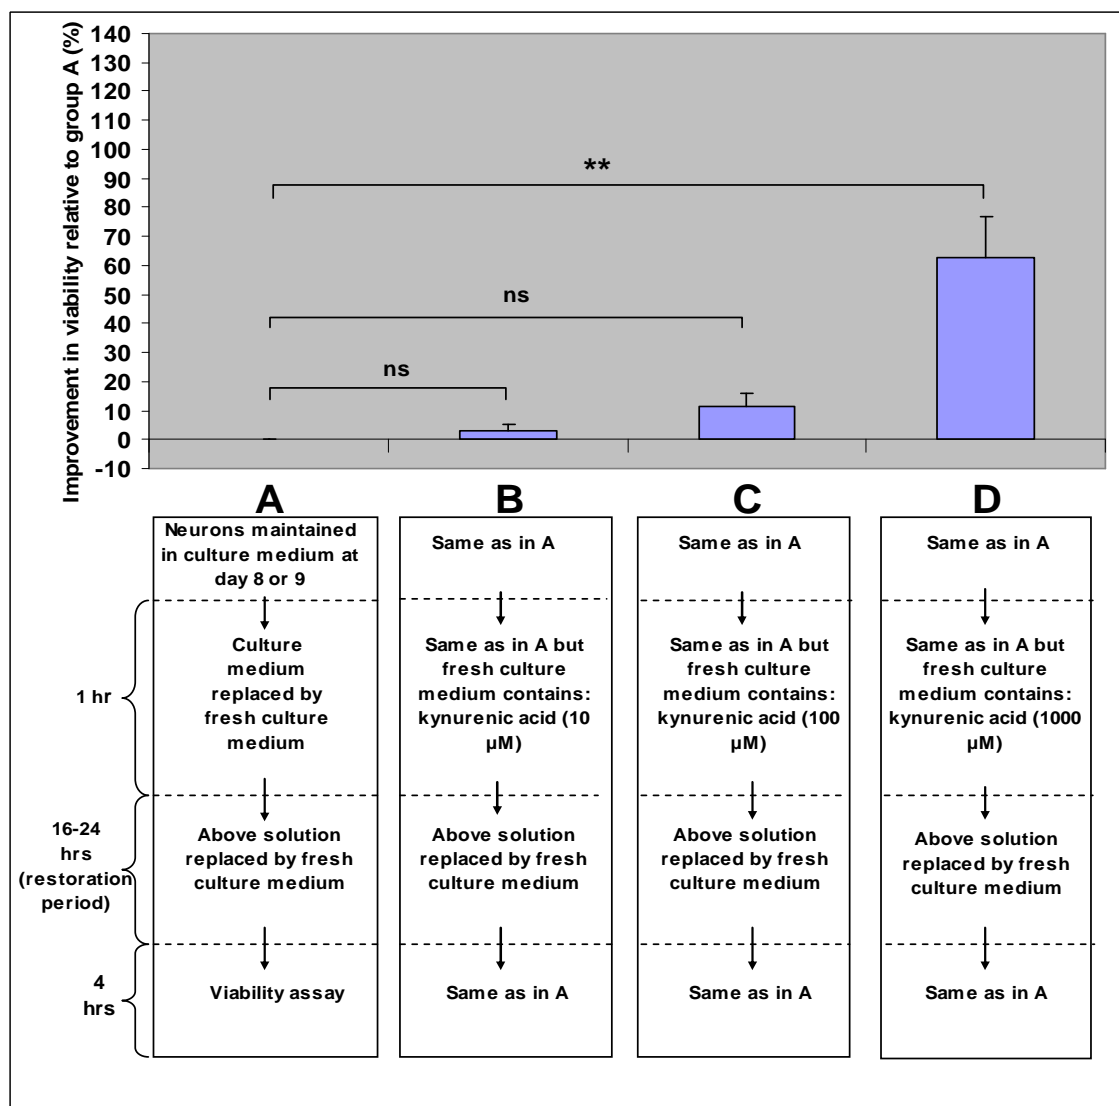 Improvement in viability relative to group A (%)
140
130
120
110
100
90
80
70
60
50
40
30
20
10
0
-10
**
ns
ns
A
B
C
D
Neurons maintained
in culture medium at
day 8 or 9
Culture
medium
replaced by
fresh culture
medium
Above solution
replaced by fresh
culture medium
Viability assay
Same as in A
Same as in A but
fresh culture
medium contains:
kynurenic acid (10
µM)
Above solution
replaced by fresh
culture medium
Same as in A
Same as in A
Same as in A but
fresh culture
medium contains:
kynurenic acid (100
µM)
Above solution
replaced by fresh
culture medium
Same as in A
Same as in A
Same as in A but
fresh culture
medium contains:
kynurenic acid (1000
µM)
Above solution
replaced by fresh
culture medium
Same as in A
1 hr
16-24
hrs
(restoration
period)
4
hrs